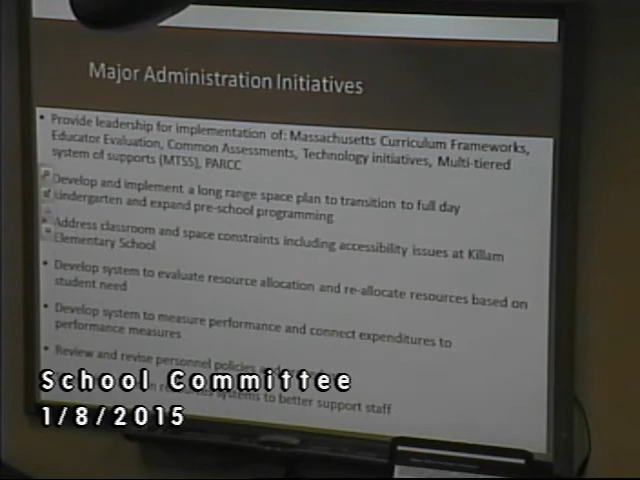 Major Administration Initiatives
• Provide leadership for implementation of: Massachusetts Curriculum Frameworks,
Educator Evaluation, Common Assessments, Technology initiatives, Multi-tiered
system of supports (MTSS), PARCC
Develop and implement a long range space plan to transition to full day
kindergarten and expand pre-school programming
Address classroom and space constraints including accessibility issues at Killam
Elementary School
• Develop system to evaluate resource allocation and re-allocate resources based on
student need
• Develop system to measure performance and connect expenditures to
performance measures
• Review and revise personnel policies
systems to better support staff
School Committee
1/8/2015